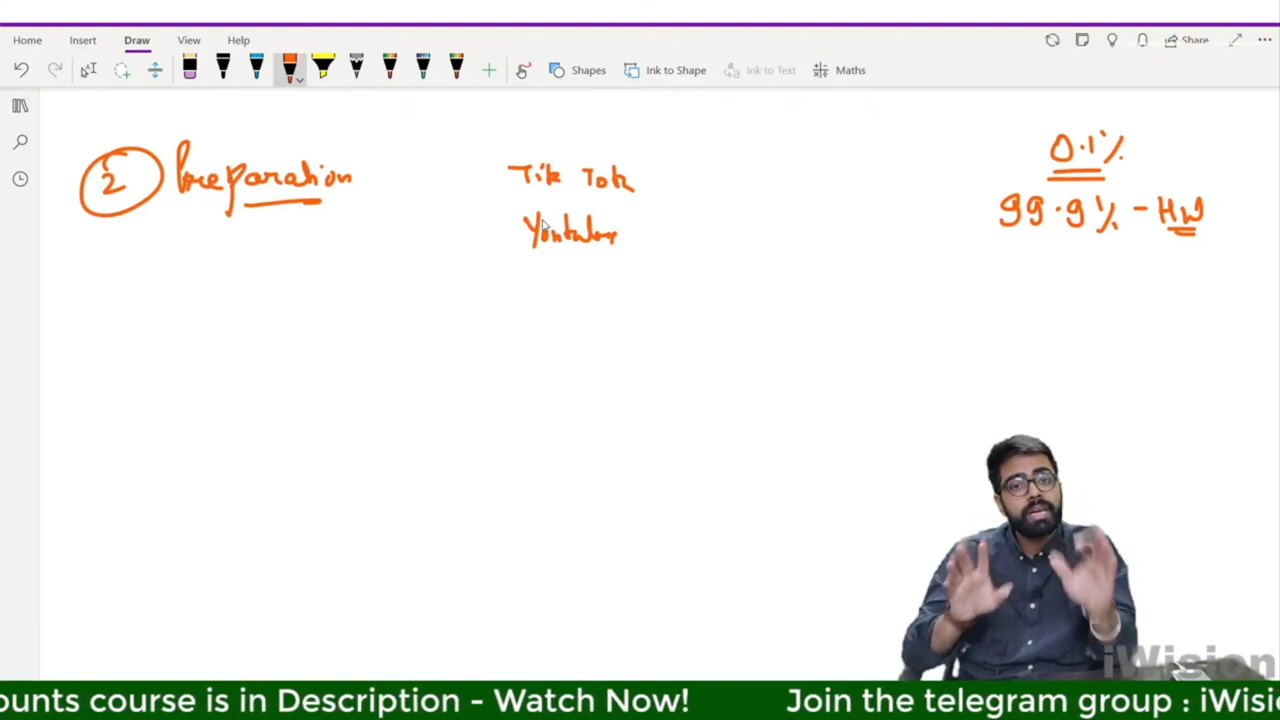 Home Insert Draw View Help Share
Shapes Ink to Shape Ink to Text Maths
2 Preparation
Tik Tok
Youtuber
0.1%
99.9% - HW
iWision
ounts course is in Description - Watch Now! Join the telegram group : iWisi